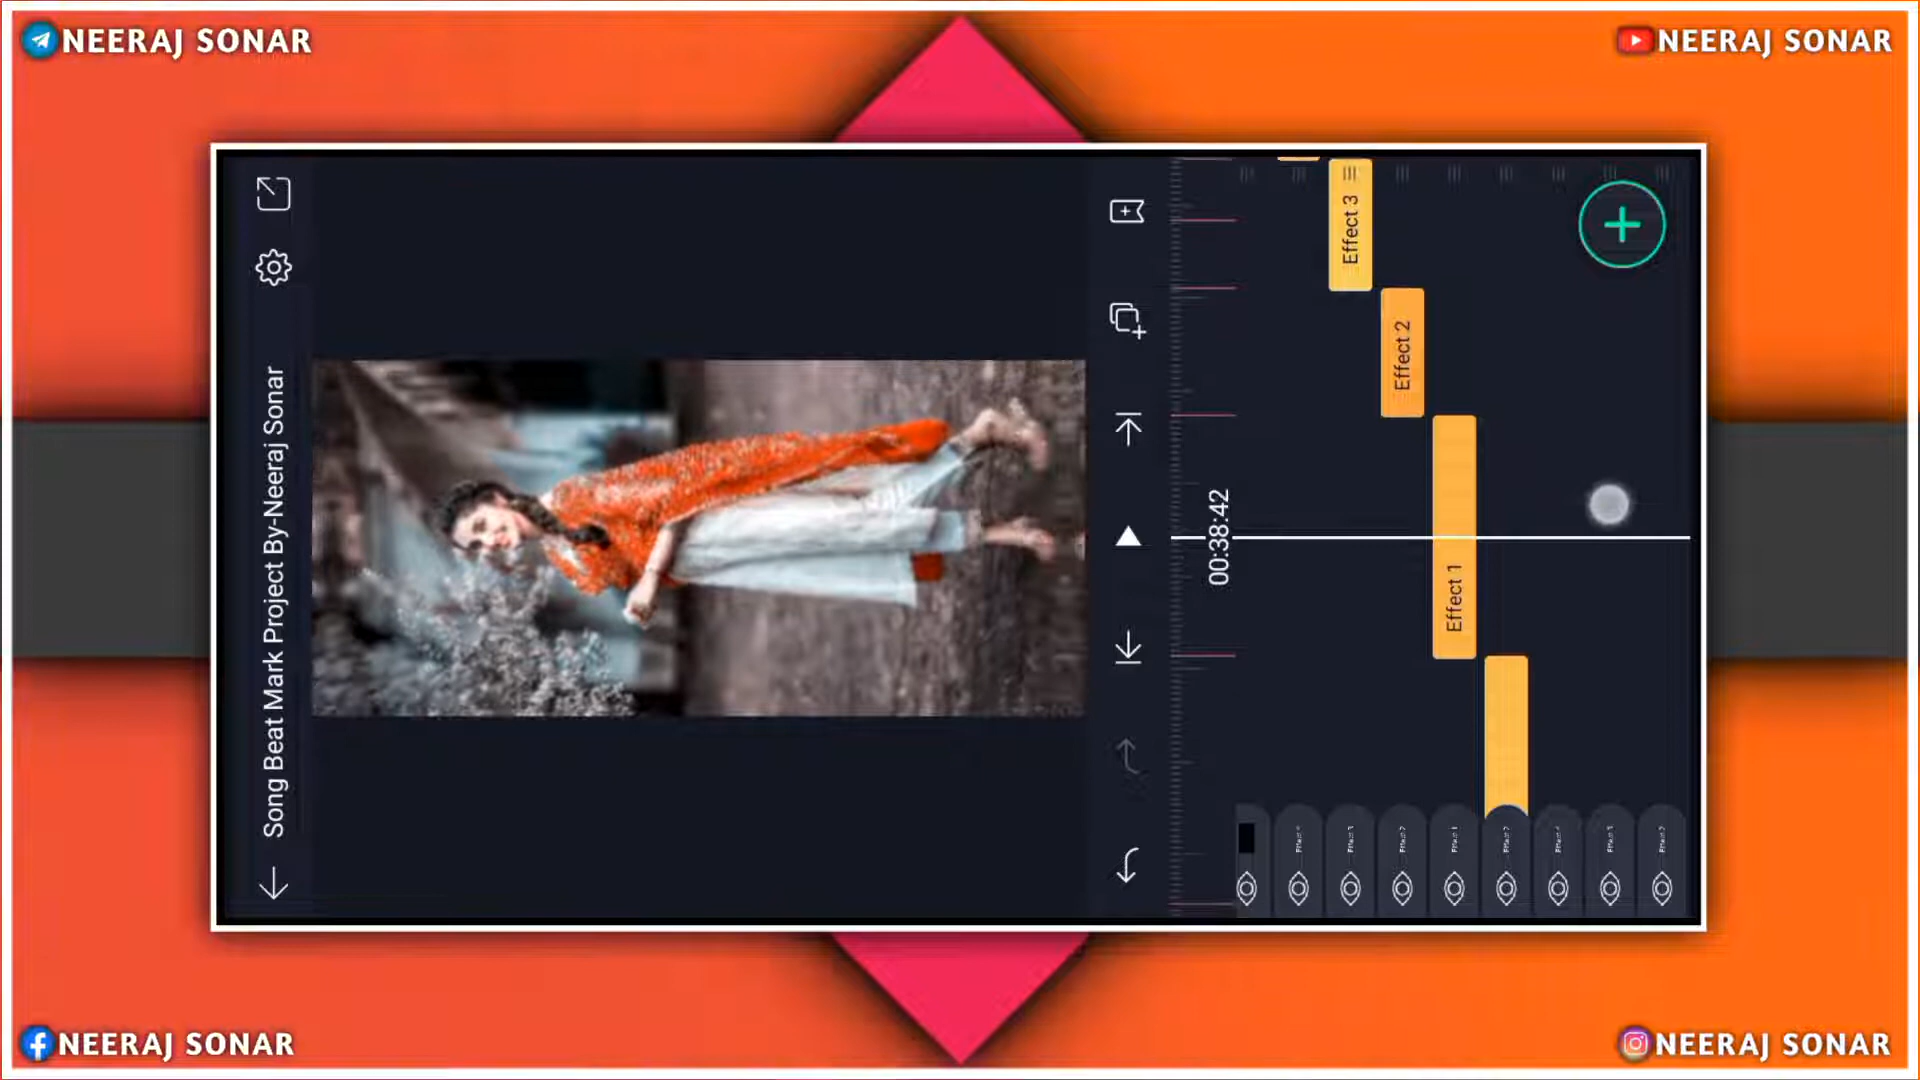 NEERAJ SONAR
NEERAJ SONAR
Song Beat Mark Project By-Neeraj Sonar
00:38:42
Effect 3
Effect 2
Effect 1
NEERAJ SONAR
NEERAJ SONAR